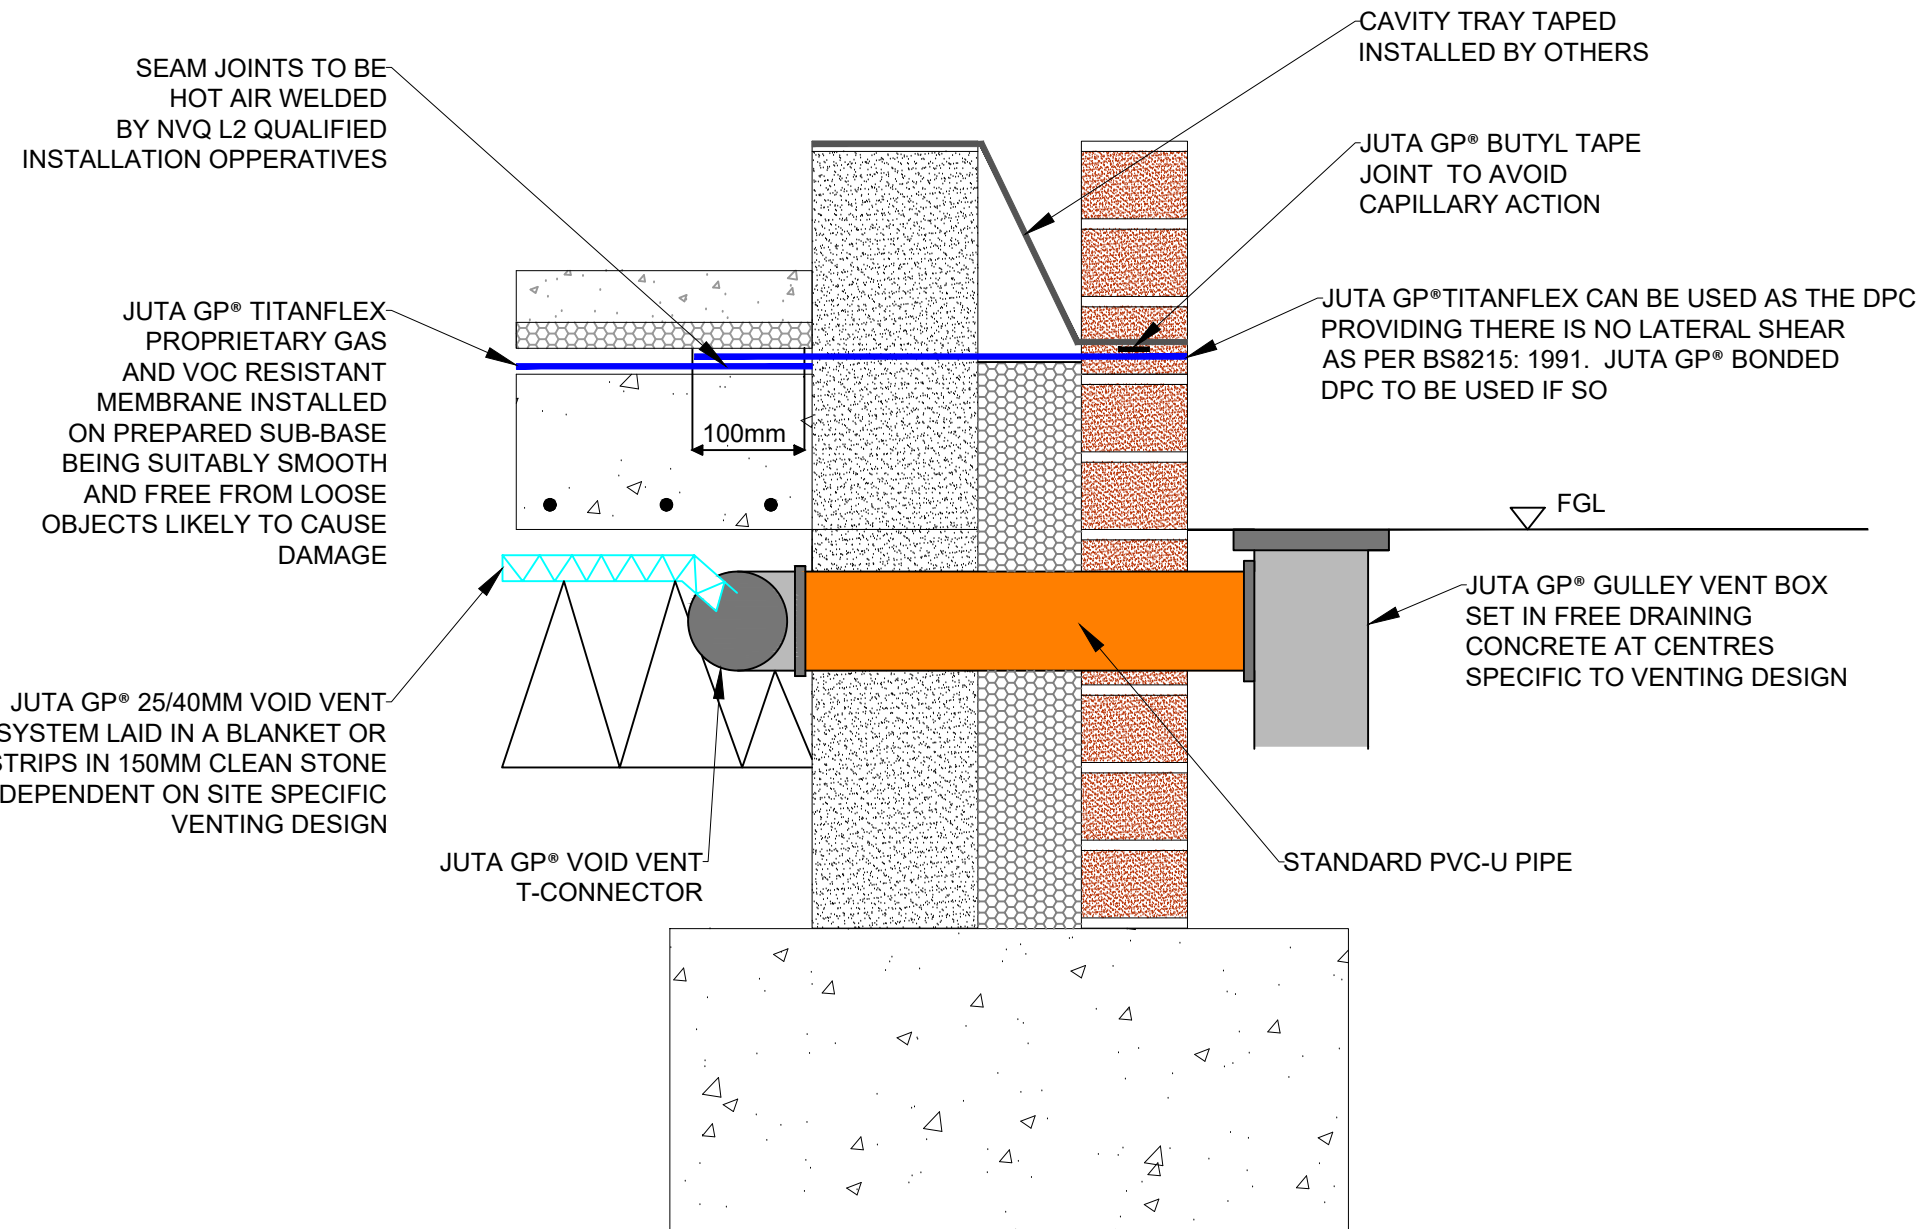 SEAM JOINTS TO BE
HOT AIR WELDED
BY NVQ L2 QUALIFIED
INSTALLATION OPPERATIVES
CAVITY TRAY TAPED
INSTALLED BY OTHERS
JUTA GP® BUTYL TAPE
JOINT TO AVOID
CAPILLARY ACTION
JUTA GP® TITANFLEX
PROPRIETARY GAS
AND VOC RESISTANT
MEMBRANE INSTALLED
ON PREPARED SUB-BASE
BEING SUITABLY SMOOTH
AND FREE FROM LOOSE
OBJECTS LIKELY TO CAUSE
DAMAGE
JUTA GP®TITANFLEX CAN BE USED AS THE DPC
PROVIDING THERE IS NO LATERAL SHEAR
AS PER BS8215: 1991. JUTA GP® BONDED
DPC TO BE USED IF SO
100mm
FGL
JUTA GP® GULLEY VENT BOX
SET IN FREE DRAINING
CONCRETE AT CENTRES
SPECIFIC TO VENTING DESIGN
JUTA GP® 25/40MM VOID VENT
SYSTEM LAID IN A BLANKET OR
STRIPS IN 150MM CLEAN STONE
DEPENDENT ON SITE SPECIFIC
VENTING DESIGN
JUTA GP® VOID VENT
T-CONNECTOR
STANDARD PVC-U PIPE